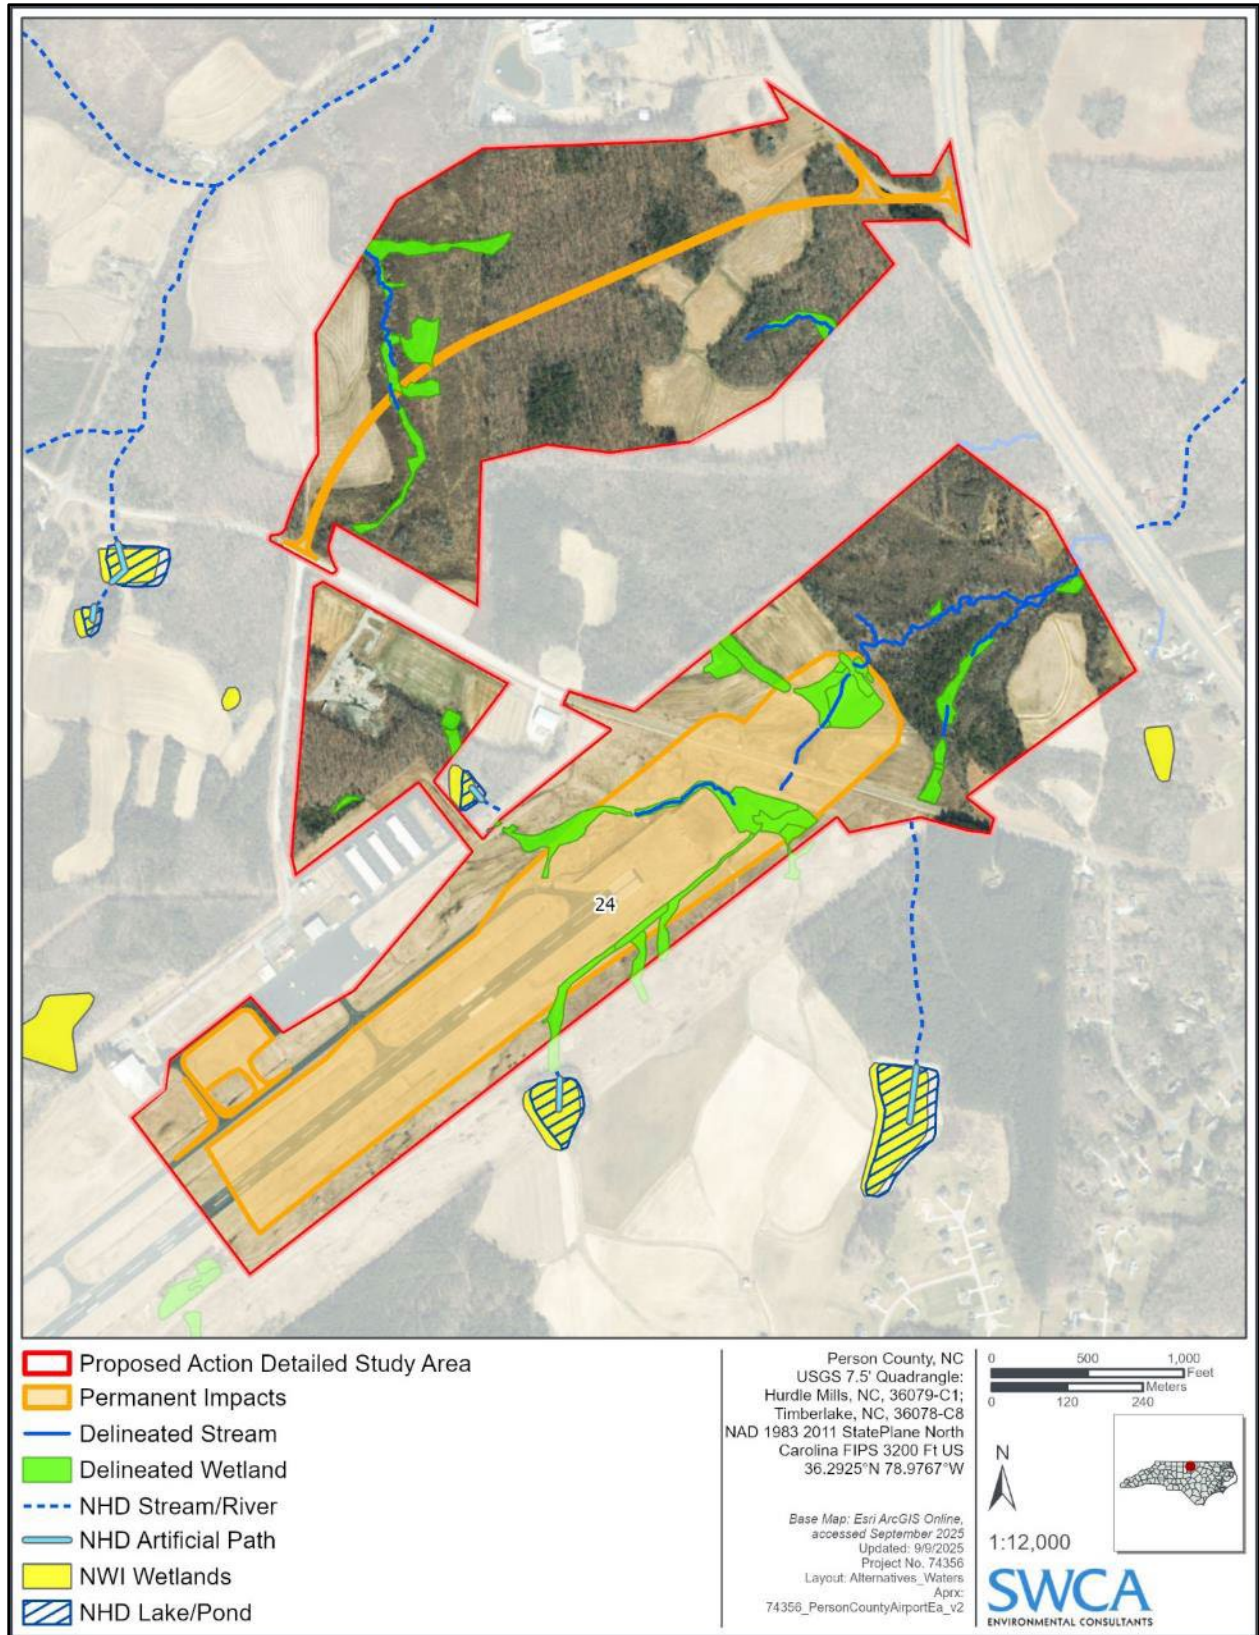 24
Proposed Action Detailed Study Area
Permanent Impacts
Delineated Stream
Delineated Wetland
NHD Stream/River
NHD Artificial Path
NWI Wetlands
NHD Lake/Pond
Person County, NC
USGS 7.5' Quadrangle:
Hurdle Mills, NC, 36079-C1;
Timberlake, NC, 36078-C8
NAD 1983 2011 StatePlane North
Carolina FIPS 3200 Ft US
36.2925°N 78.9767°W
Base Map: Esri ArcGIS Online,
accessed September 2025
Updated: 9/9/2025
Project No. 74356
Layout: Alternatives_Waters
Aprx:
74356_PersonCountyAirportEa_v2
0 500 1,000
Feet
Meters
0 120 240
N
1:12,000
SWCA
ENVIRONMENTAL CONSULTANTS